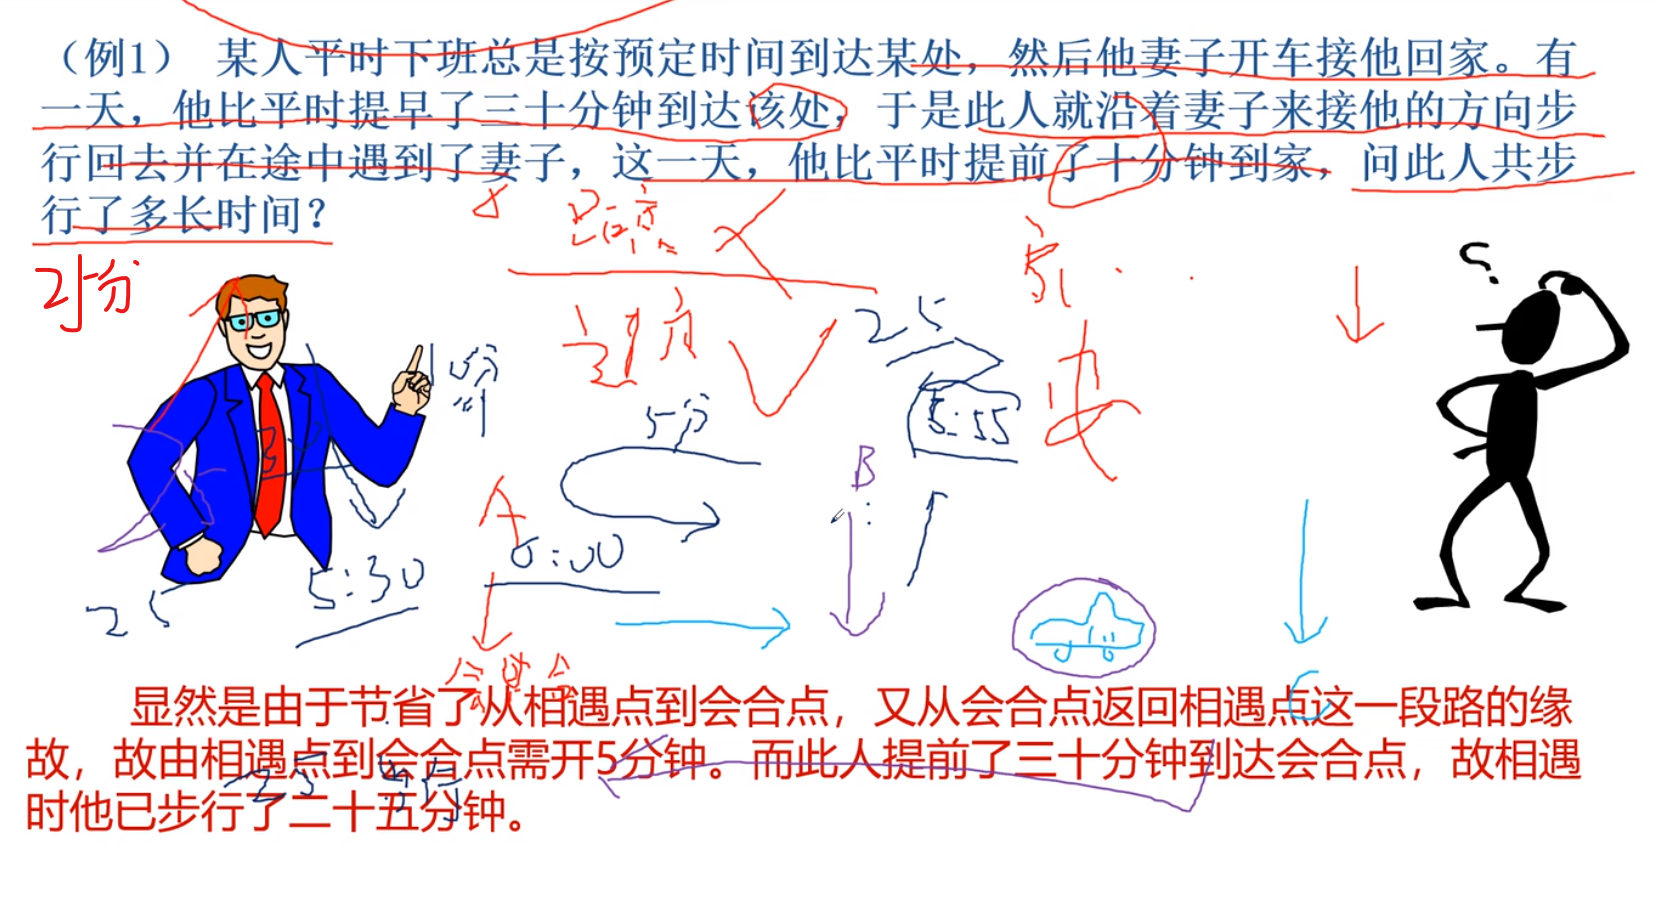 （例1） 某人平时下班总是按预定时间到达某处，然后他妻子开车接他回家。有
一天，他比平时提早了三十分钟到达该处，于是此人就沿着妻子来接他的方向步
行回去并在途中遇到了妻子，这一天，他比平时提前了十分钟到家，问此人共步
行了多长时间？
25
5分
B
5:55
A
6:00
5:30
25
C
显然是由于节省了从相遇点到会合点，又从会合点返回相遇点这一段路的缘
故，故由相遇点到会合点需开5分钟。而此人提前了三十分钟到达会合点，故相遇
时他已步行了二十五分钟。
25